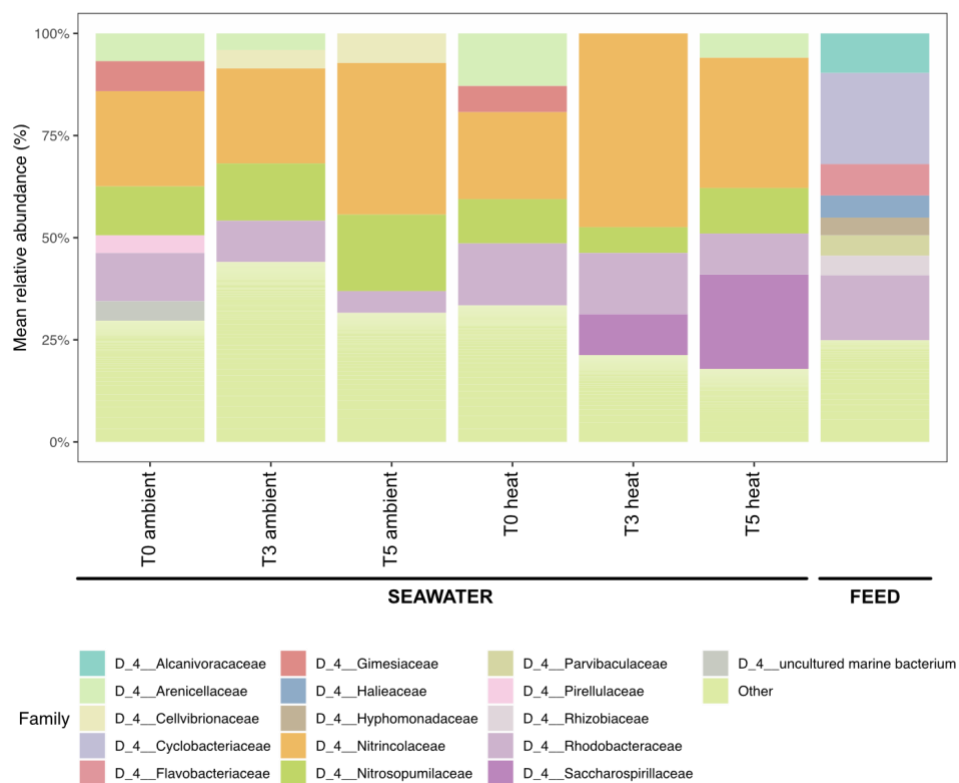 Mean relative abundance (%)
100%
75%
50%
25%
0%
T0 ambient
T3 ambient
T5 ambient
T0 heat
T3 heat
T5 heat
SEAWATER
FEED
Family
D_4__Alcanivoracaceae
D_4__Arenicellaceae
D_4__Cellvibrionaceae
D_4__Cyclobacteriaceae
D_4__Flavobacteriaceae
D_4__Gimesiaceae
D_4__Halieaceae
D_4__Hyphomonadaceae
D_4__Nitrincolaceae
D_4__Nitrosopumilaceae
D_4__Parvibaculaceae
D_4__Pirellulaceae
D_4__Rhizobiaceae
D_4__Rhodobacteraceae
D_4__Saccharospirillaceae
D_4__uncultured marine bacterium
Other